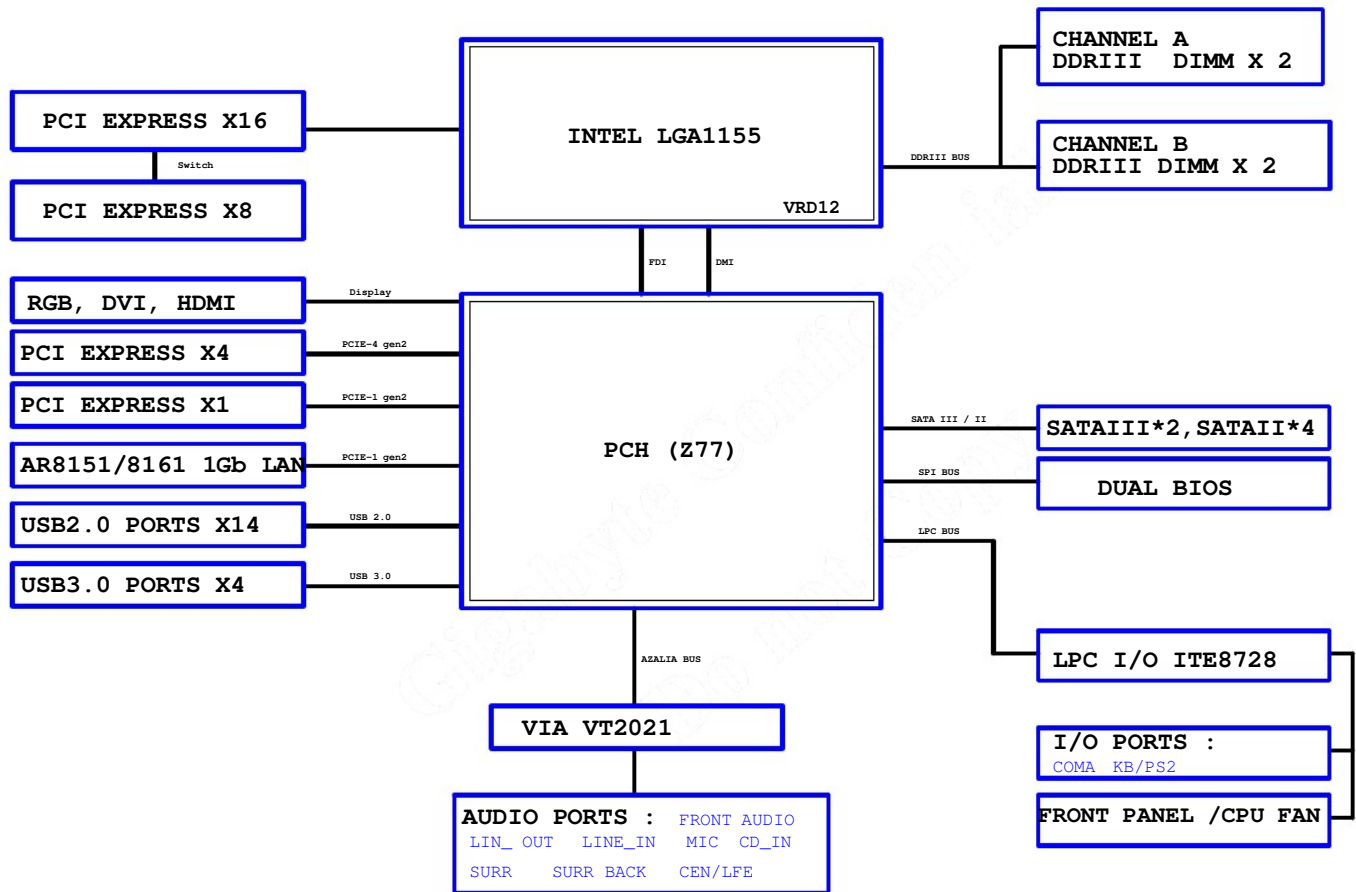 CHANNEL A
DDRIII DIMM X 2
PCI EXPRESS X16
INTEL LGA1155
DDRIII BUS
CHANNEL B
DDRIII DIMM X 2
Switch
PCI EXPRESS X8
VRD12
FDI
DMI
RGB, DVI, HDMI
Display
PCI EXPRESS X4
PCIE-4 gen2
PCI EXPRESS X1
PCIE-1 gen2
AR8151/8161 1Gb LAN
PCIE-1 gen2
USB2.0 PORTS X14
USB 2.0
USB3.0 PORTS X4
USB 3.0
PCH (Z77)
SATA III / II
SATAIII*2,SATAII*4
SPI BUS
DUAL BIOS
LPC BUS
LPC I/O ITE8728
I/O PORTS :
COMA KB/PS2
FRONT PANEL /CPU FAN
AZALIA BUS
VIA VT2021
AUDIO PORTS : FRONT AUDIO
LIN_ OUT LINE_IN MIC CD_IN
SURR SURR BACK CEN/LFE
Gigabyte Confidential
Do not Copy